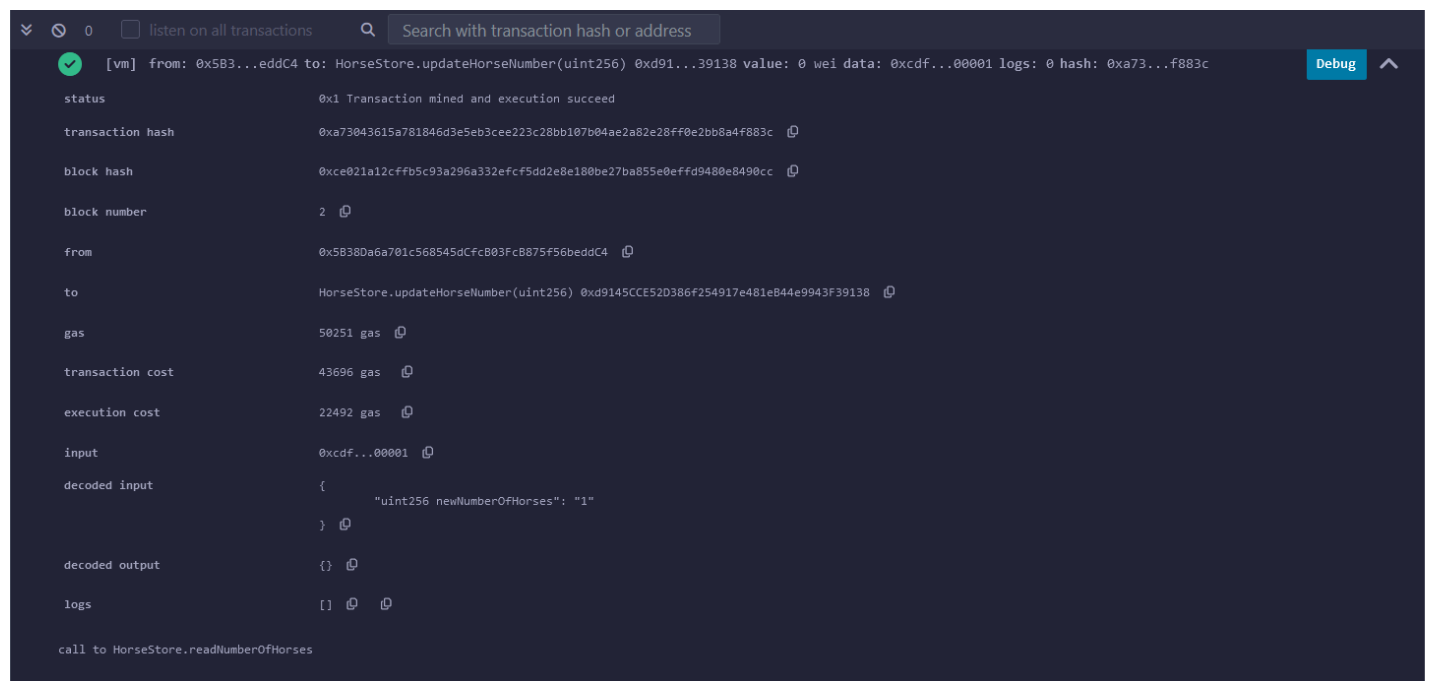 0 listen on all transactions Search with transaction hash or address
[vm] from: 0x5B3...eddC4 to: HorseStore.updateHorseNumber(uint256) 0xd91...39138 value: 0 wei data: 0xcdf...00001 logs: 0 hash: 0xa73...f883c Debug
status 0x1 Transaction mined and execution succeed
transaction hash 0xa73043615a781846d3e5eb3cee223c28bb107b04ae2a82e28ff0e2bb8a4f883c
block hash 0xce021a12cffb5c93a296a332efcf5dd2e8e180be27ba855e0effd9480e8490cc
block number 2
from 0x5B38Da6a701c568545dCfcB03FcB875f56beddC4
to HorseStore.updateHorseNumber(uint256) 0xd9145CCE52D386f254917e481eB44e9943F39138
gas 50251 gas
transaction cost 43696 gas
execution cost 22492 gas
input 0xcdf...00001
decoded input {
"uint256 newNumberOfHorses": "1"
}
decoded output {}
logs []
call to HorseStore.readNumberOfHorses